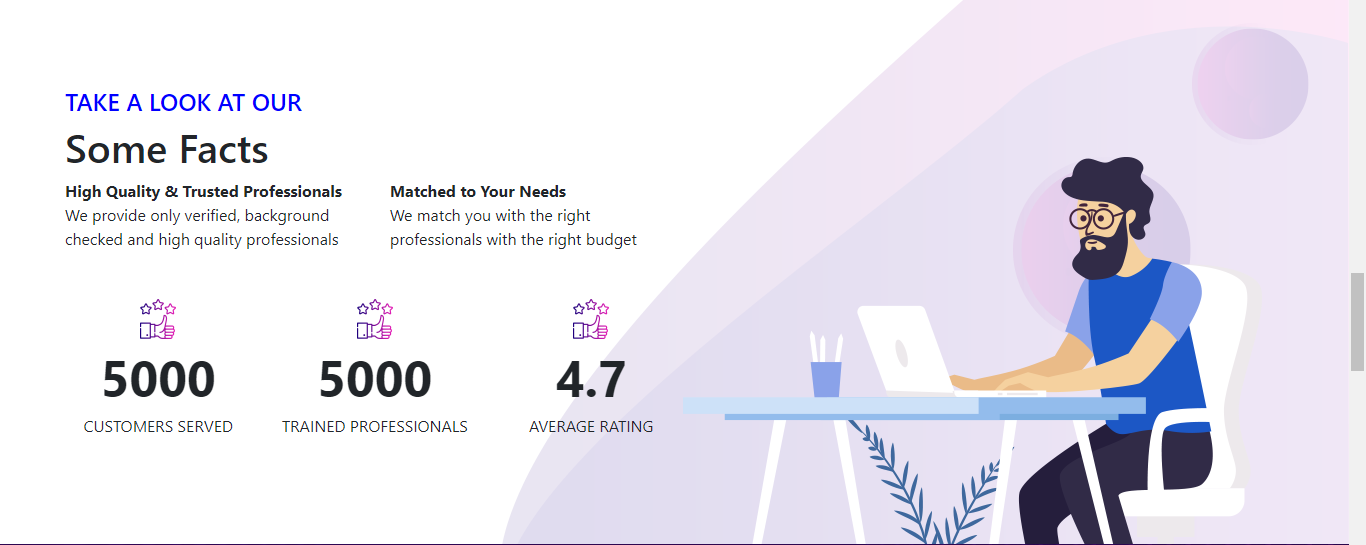 TAKE A LOOK AT OUR
Some Facts
High Quality & Trusted Professionals
We provide only verified, background
checked and high quality professionals
Matched to Your Needs
We match you with the right
professionals with the right budget
5000
CUSTOMERS SERVED
5000
TRAINED PROFESSIONALS
4.7
AVERAGE RATING